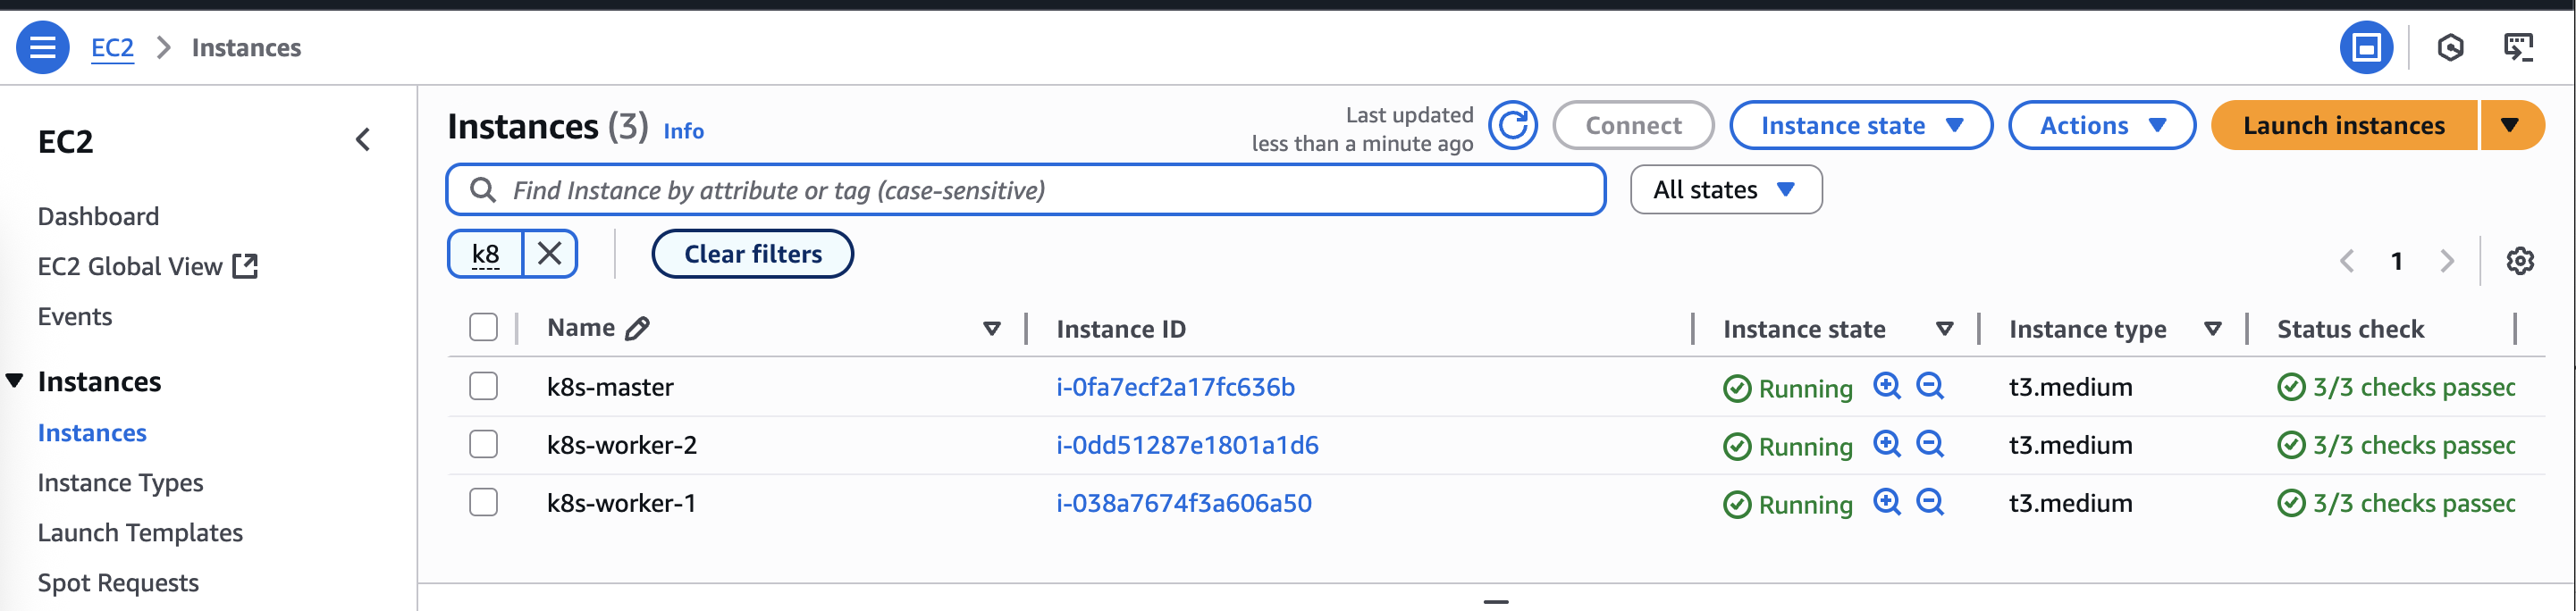 EC2 > Instances
EC2
Dashboard
EC2 Global View
Events
Instances
Instances
Instance Types
Launch Templates
Spot Requests
Instances (3) Info
Last updated
less than a minute ago
Connect
Instance state
Actions
Launch instances
Find Instance by attribute or tag (case-sensitive)
All states
k8
Clear filters
1
Name Instance ID Instance state Instance type Status check
k8s-master i-0fa7ecf2a17fc636b Running t3.medium 3/3 checks passec
k8s-worker-2 i-0dd51287e1801a1d6 Running t3.medium 3/3 checks passec
k8s-worker-1 i-038a7674f3a606a50 Running t3.medium 3/3 checks passec